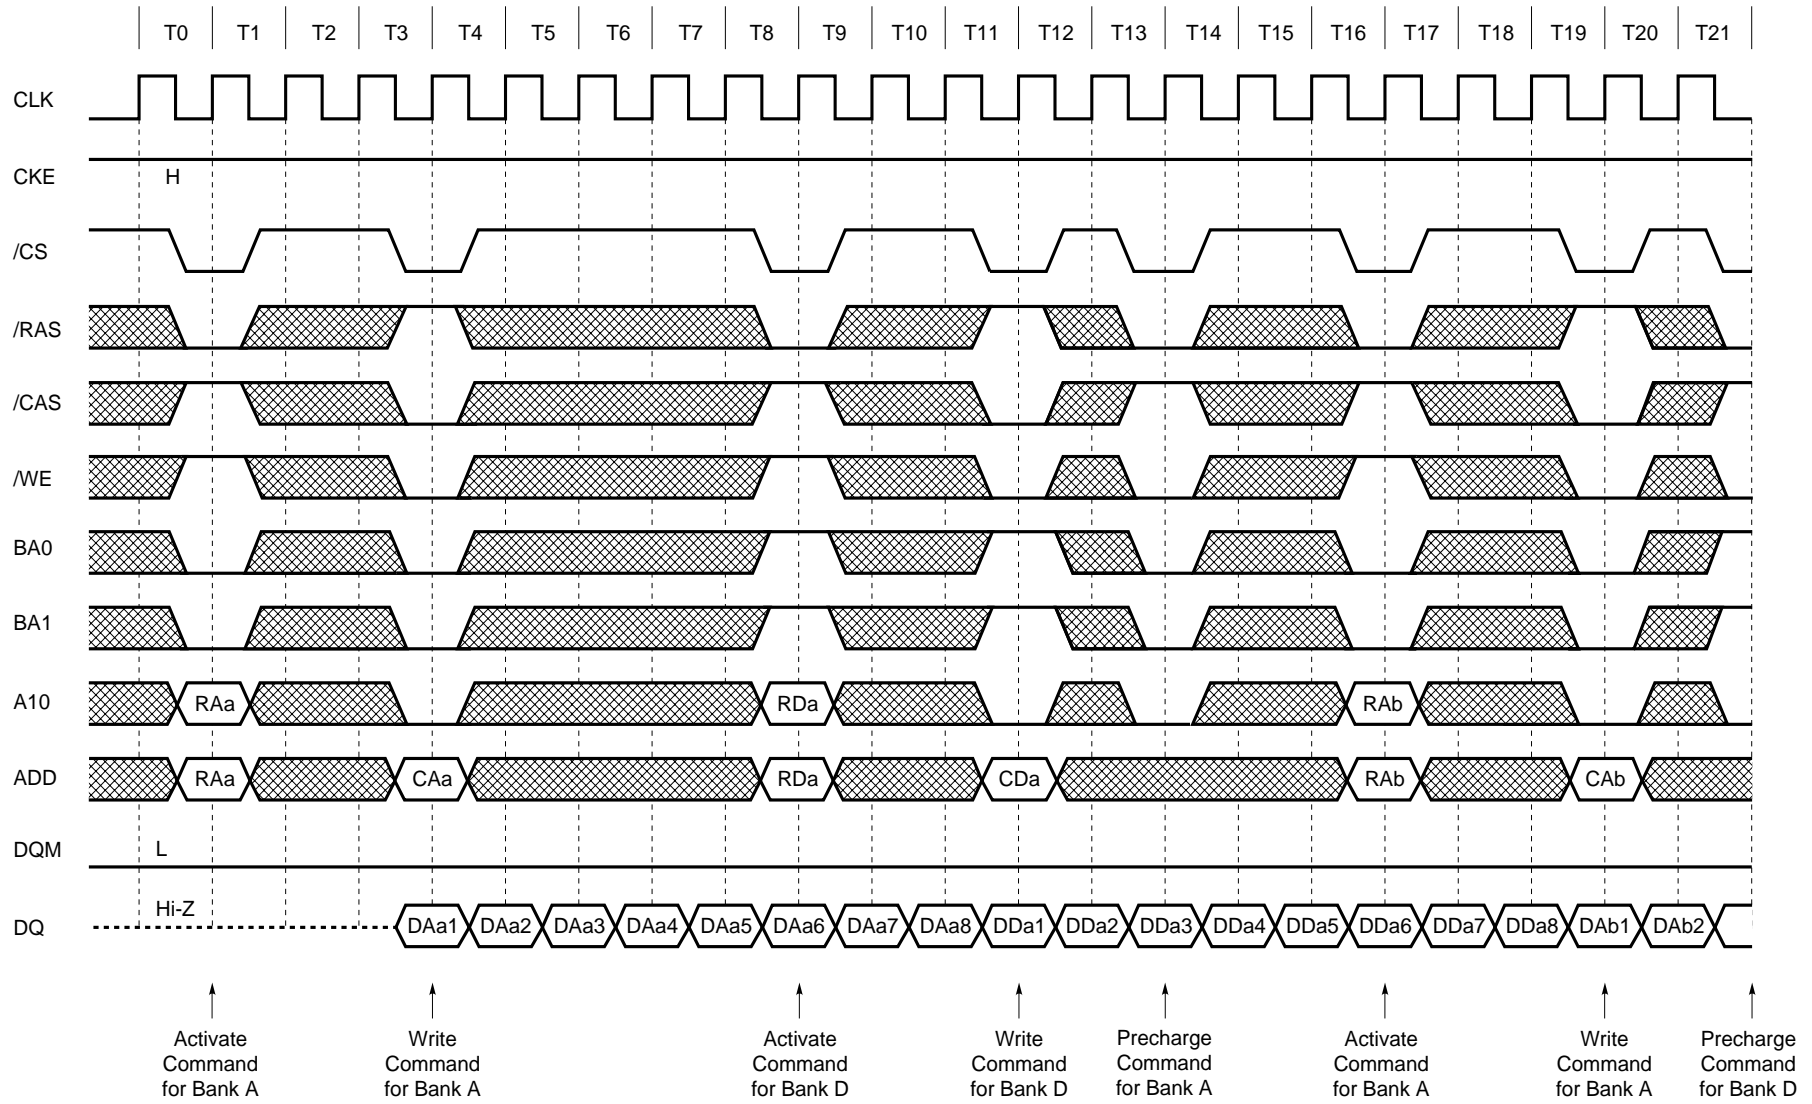 T0 T1 T2 T3 T4 T5 T6 T7 T8 T9 T10 T11 T12 T13 T14 T15 T16 T17 T18 T19 T20 T21
CLK
CKE H
/CS
/RAS
/CAS
/WE
BA0
BA1
A10 RAa RDa RAb
ADD RAa CAa RDa CDa RAb CAb
DQM L
Hi-Z
DQ DAa1 DAa2 DAa3 DAa4 DAa5 DAa6 DAa7 DAa8 DDa1 DDa2 DDa3 DDa4 DDa5 DDa6 DDa7 DDa8 DAb1 DAb2
Activate
Command
for Bank A
Write
Command
for Bank A
Activate
Command
for Bank D
Write
Command
for Bank D
Precharge
Command
for Bank A
Activate
Command
for Bank A
Write
Command
for Bank A
Precharge
Command
for Bank D